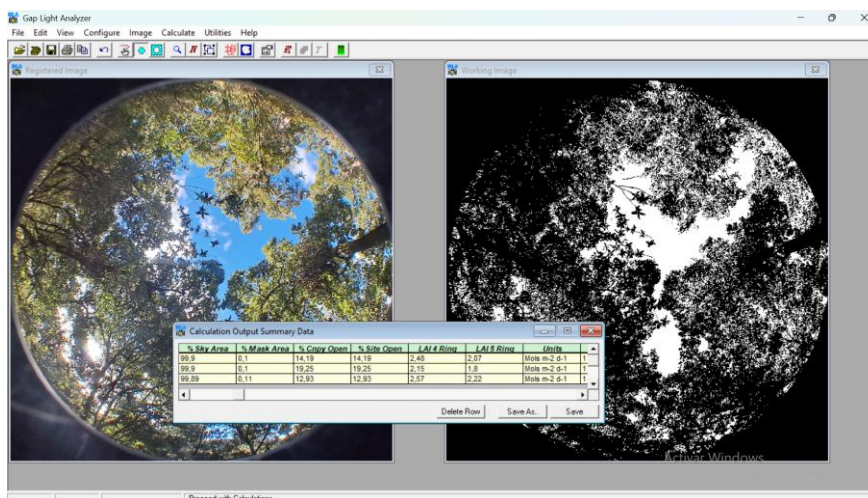 Gap Light Analyzer
File Edit View Configure Image Calculate Utilities Help
Registered Image
Working Image
Calculation Output Summary Data
% Sky Area % Mask Area % Cnpy Open % Site Open LAI 4 Ring LAI 5 Ring Units
99,9 0,1 14,19 14,19 2,48 2,07 Mols m-2 d-1 1
99,9 0,1 19,25 19,25 2,15 1,8 Mols m-2 d-1 1
99,89 0,11 12,93 12,93 2,57 2,22 Mols m-2 d-1 1
Delete Row Save As.. Save
Activar Windows
Proceed with Calculations